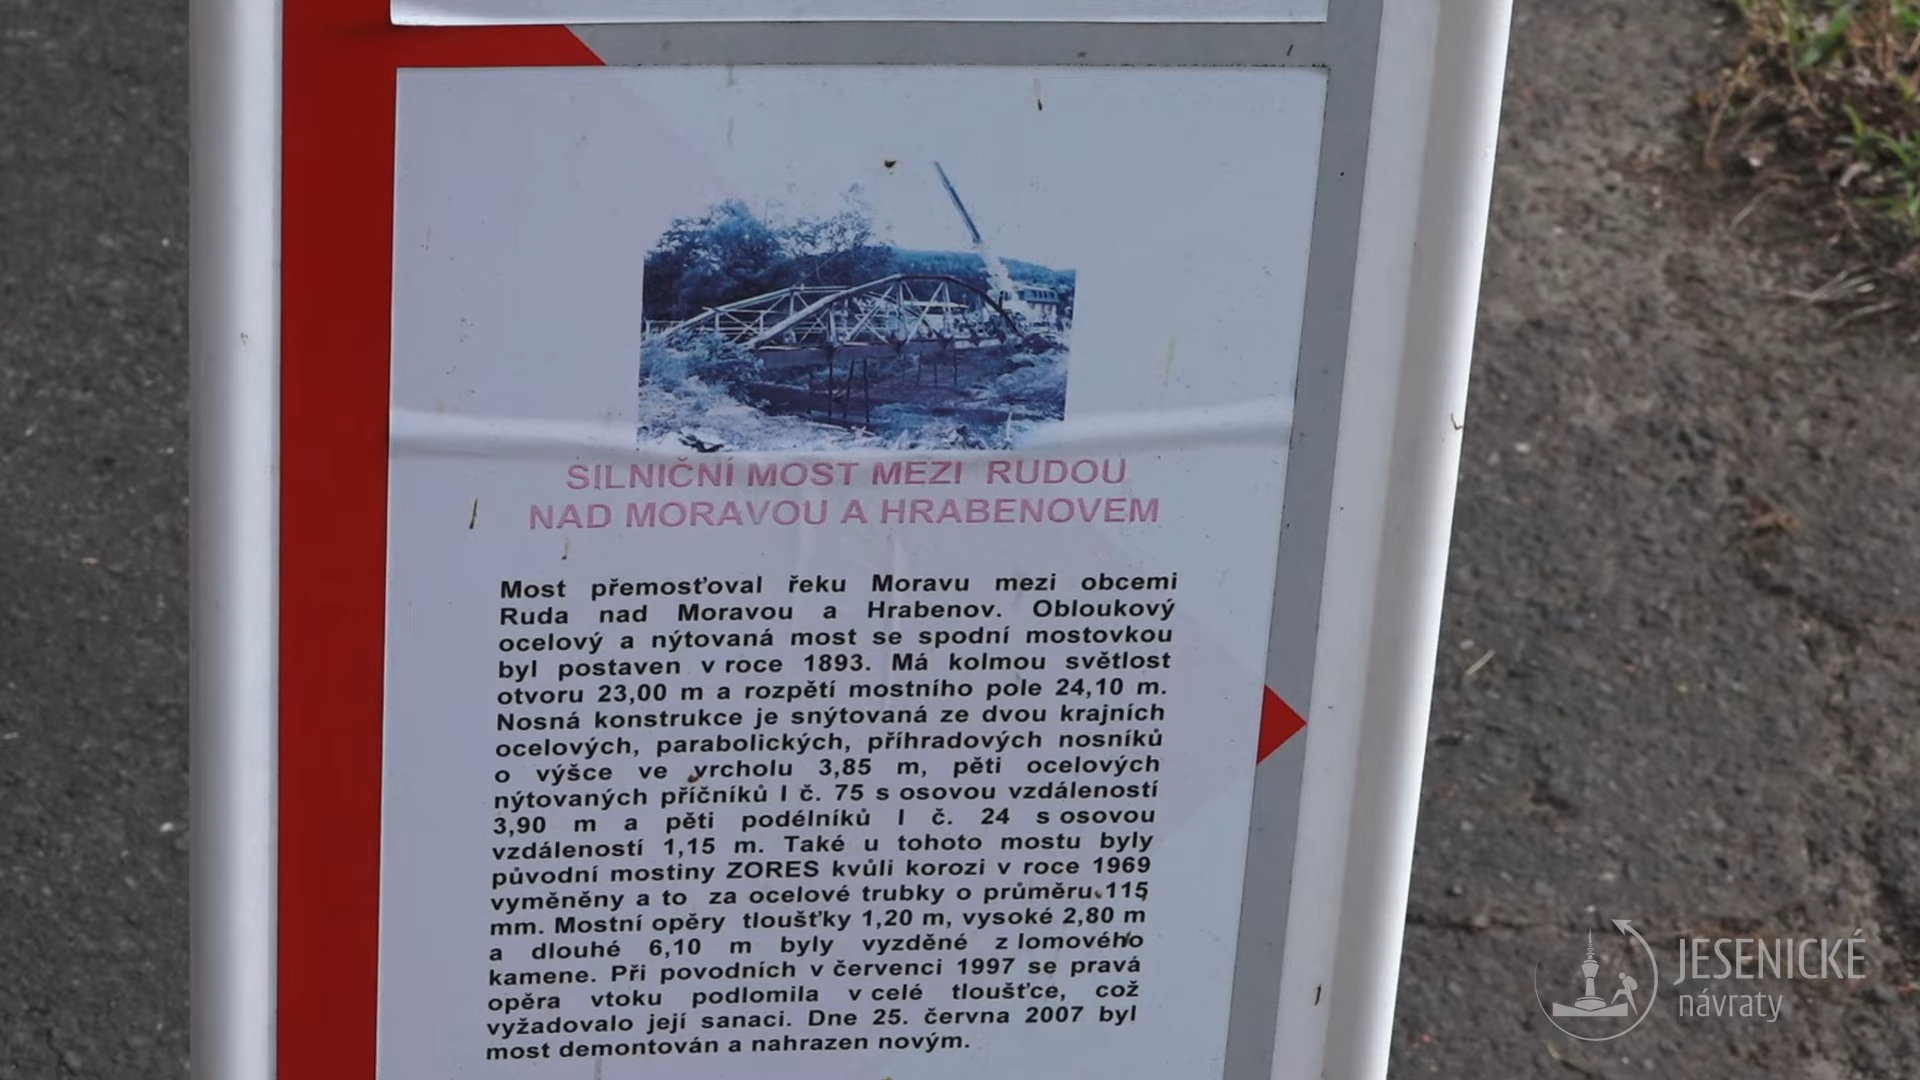 SILNIČNÍ MOST MEZI RUDOU
NAD MORAVOU A HRABENOVEM
Most přemosťoval řeku Moravu mezi obcemi
Ruda nad Moravou a Hrabenov. Obloukový
ocelový a nýtovaná most se spodní mostovkou
byl postaven v roce 1893. Má kolmou světlost
otvoru 23,00 m a rozpětí mostního pole 24,10 m.
Nosná konstrukce je snýtovaná ze dvou krajních
ocelových, parabolických, příhradových nosníků
o výšce ve vrcholu 3,85 m, pěti ocelových
nýtovaných příčníků I č. 75 s osovou vzdáleností
3,90 m a pěti podélníků I č. 24 s osovou
vzdáleností 1,15 m. Také u tohoto mostu byly
původní mostiny ZORES kvůli korozi v roce 1969
vyměněny a to za ocelové trubky o průměru 115
mm. Mostní opěry tloušťky 1,20 m, vysoké 2,80 m
a dlouhé 6,10 m byly vyzděné z lomového
kamene. Při povodních v červenci 1997 se pravá
opěra vtoku podlomila v celé tloušťce, což
vyžadovalo její sanaci. Dne 25. června 2007 byl
most demontován a nahrazen novým.
JESENICKÉ
návraty